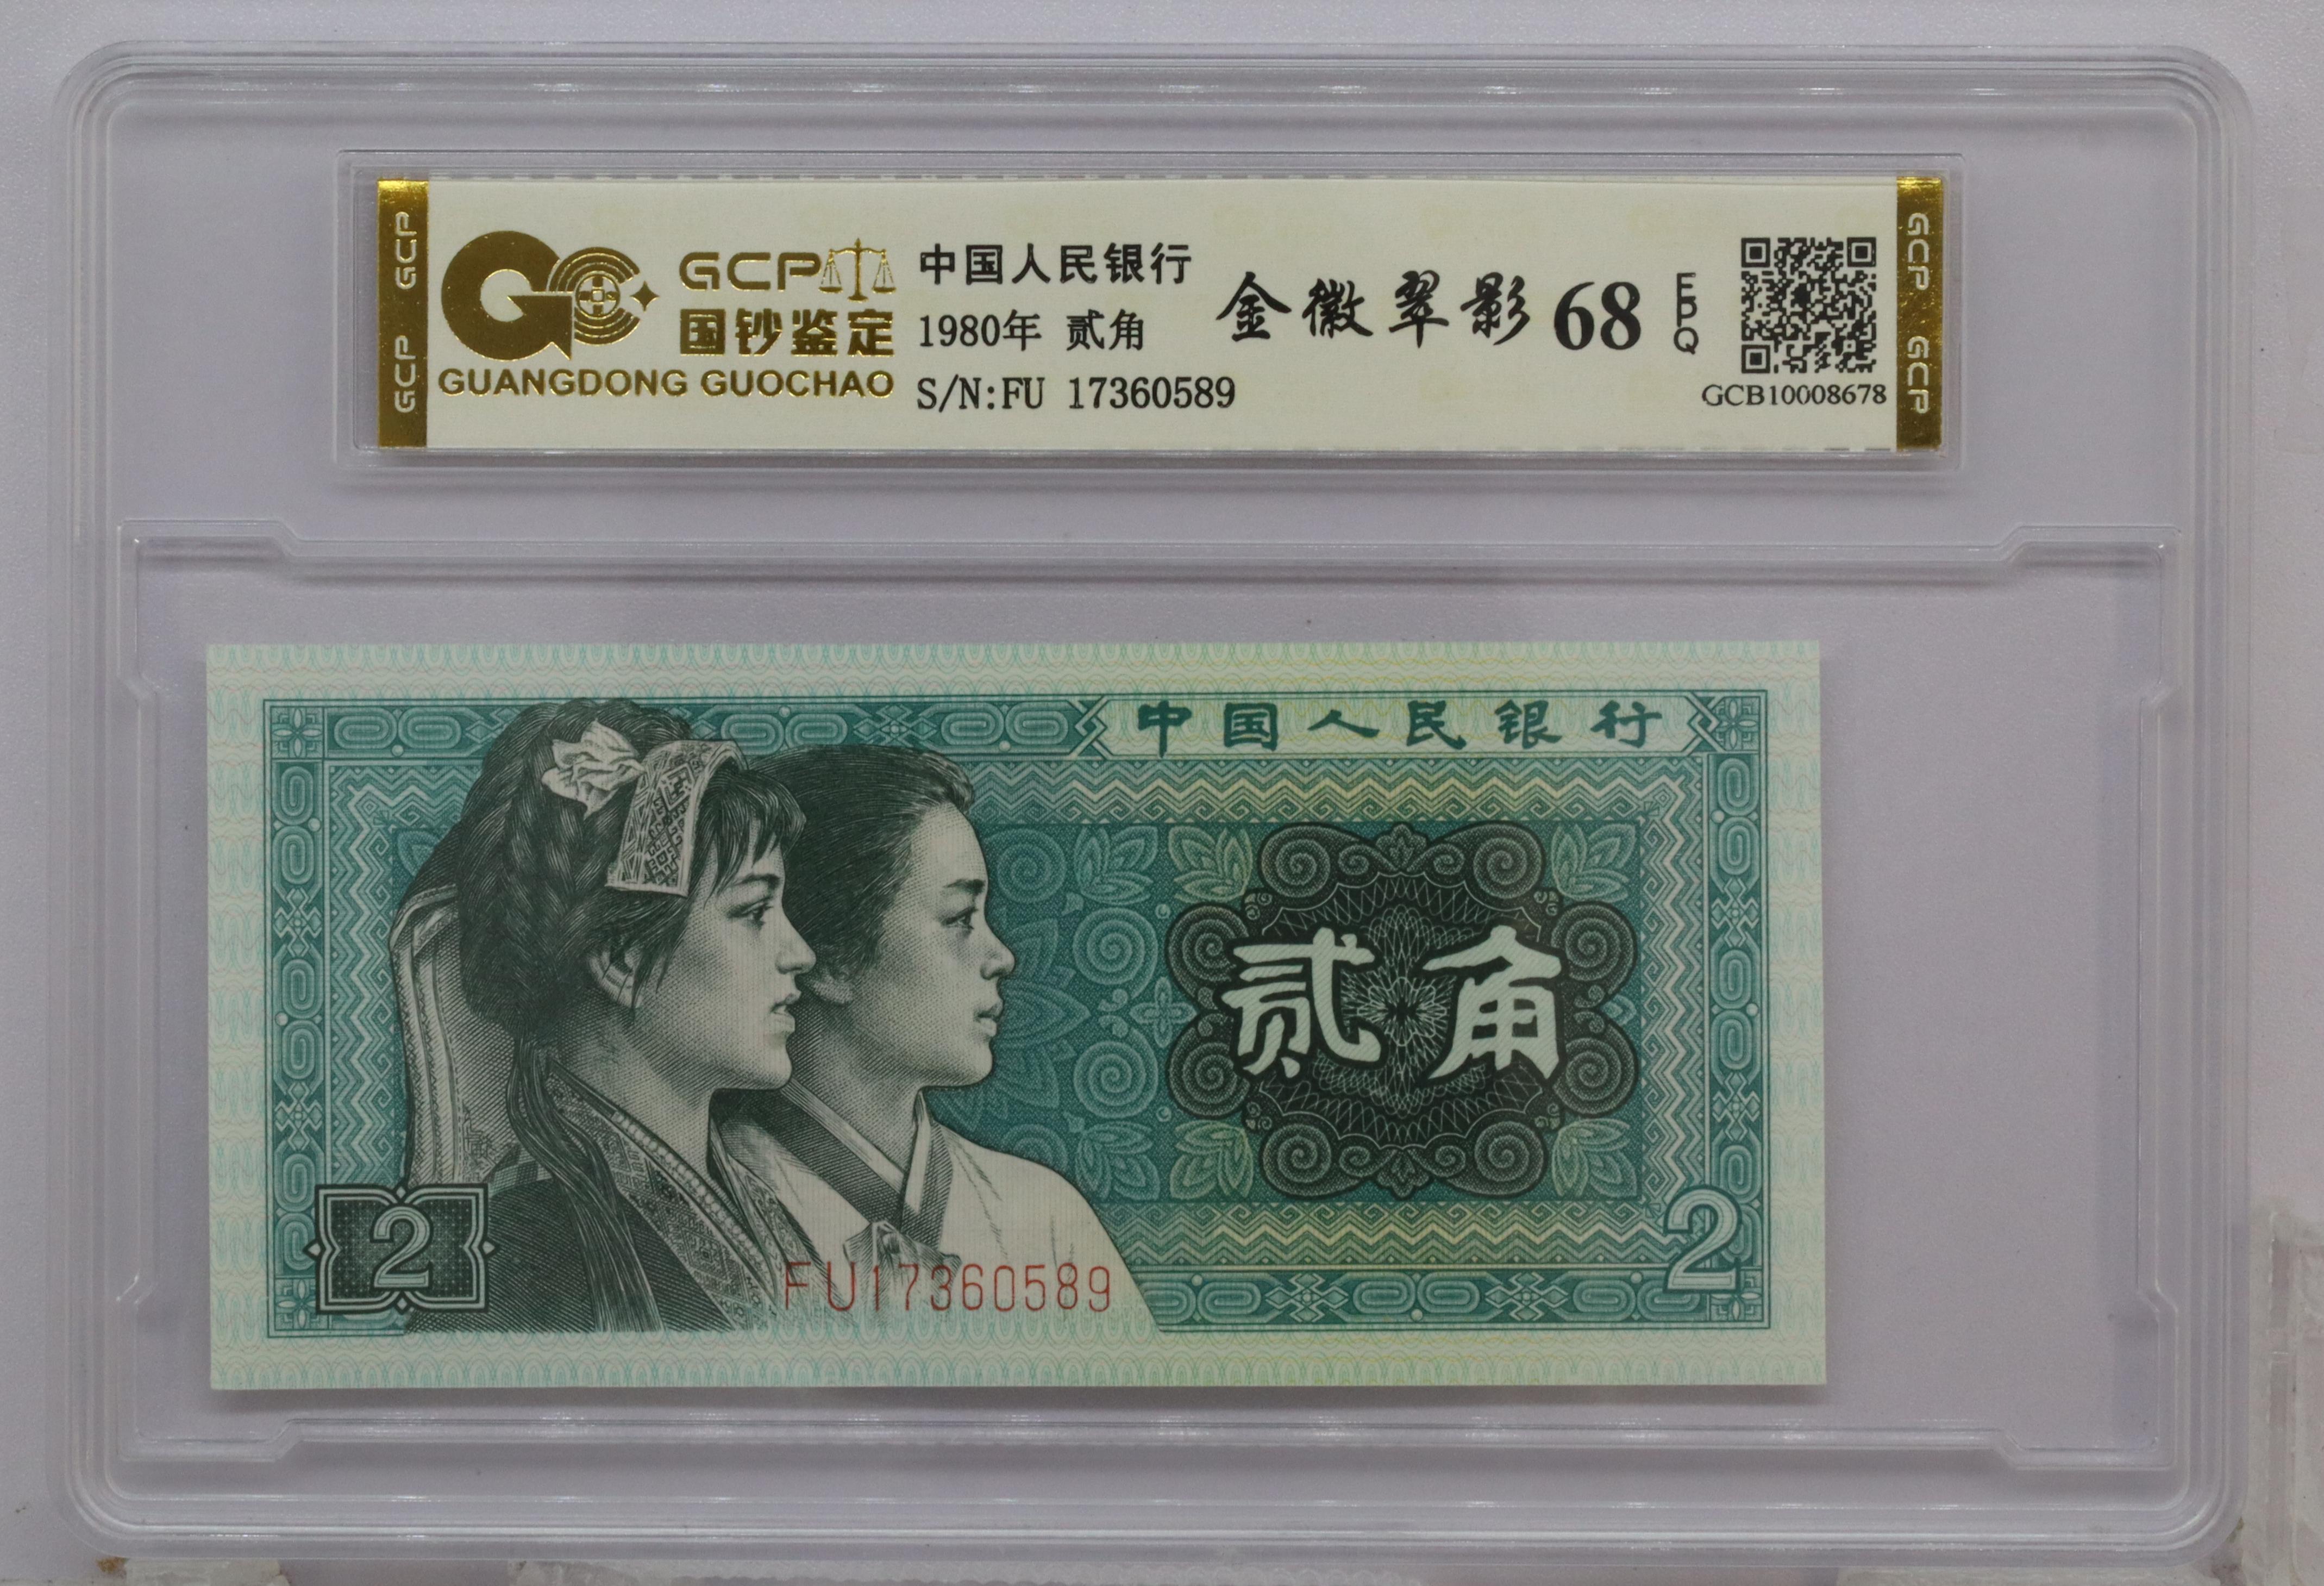 GCP GCP
GCP
国钞鉴定
GUANGDONG GUOCHAO
中国人民银行
1980年 贰角
S/N:FU 17360589
金徽翠影 68 EPQ
GCB10008678
GCP GCP
中国人民银行
贰角
2
2
FU17360589